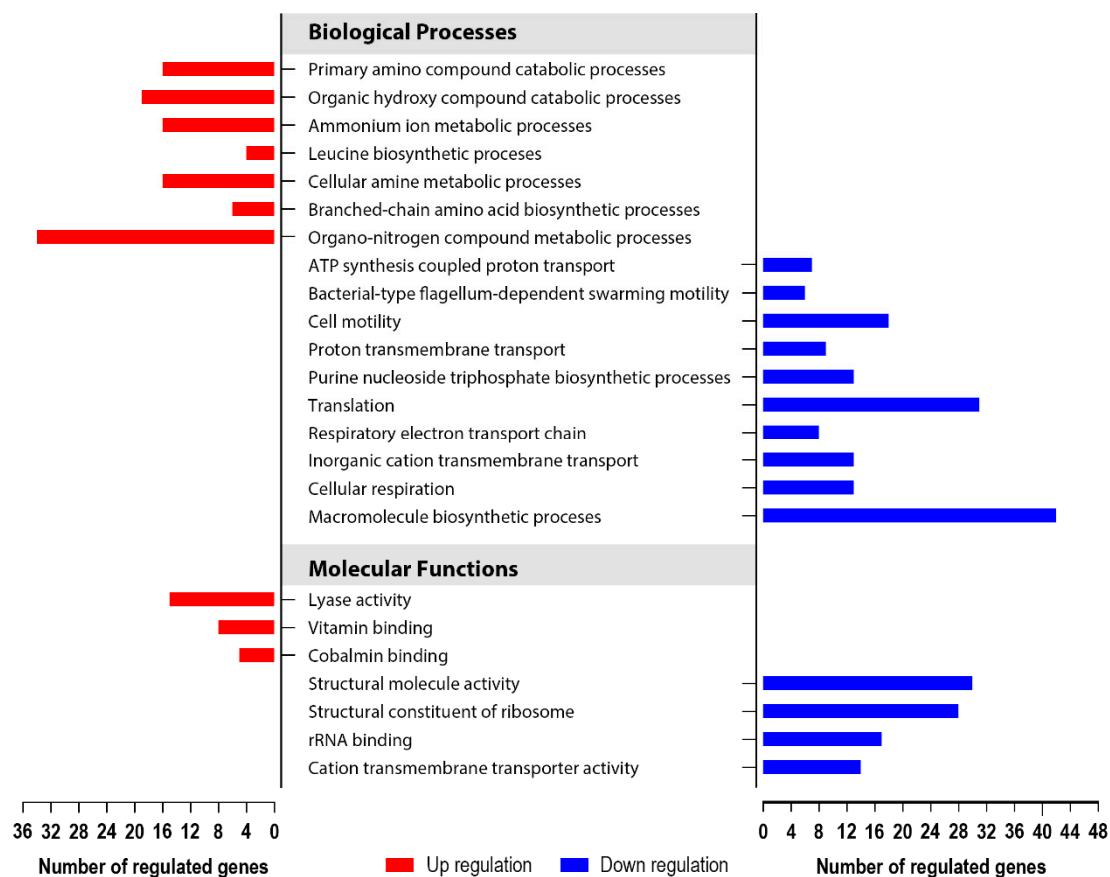 Biological Processes
Primary amino compound catabolic processes
Organic hydroxy compound catabolic processes
Ammonium ion metabolic processes
Leucine biosynthetic proceses
Cellular amine metabolic processes
Branched-chain amino acid biosynthetic processes
Organo-nitrogen compound metabolic processes
ATP synthesis coupled proton transport
Bacterial-type flagellum-dependent swarming motility
Cell motility
Proton transmembrane transport
Purine nucleoside triphosphate biosynthetic processes
Translation
Respiratory electron transport chain
Inorganic cation transmembrane transport
Cellular respiration
Macromolecule biosynthetic proceses
Molecular Functions
Lyase activity
Vitamin binding
Cobalmin binding
Structural molecule activity
Structural constituent of ribosome
rRNA binding
Cation transmembrane transporter activity
36 32 28 24 20 16 12 8 4 0
0 4 8 12 16 20 24 28 32 36 40 44 48
Number of regulated genes
Up regulation
Down regulation
Number of regulated genes